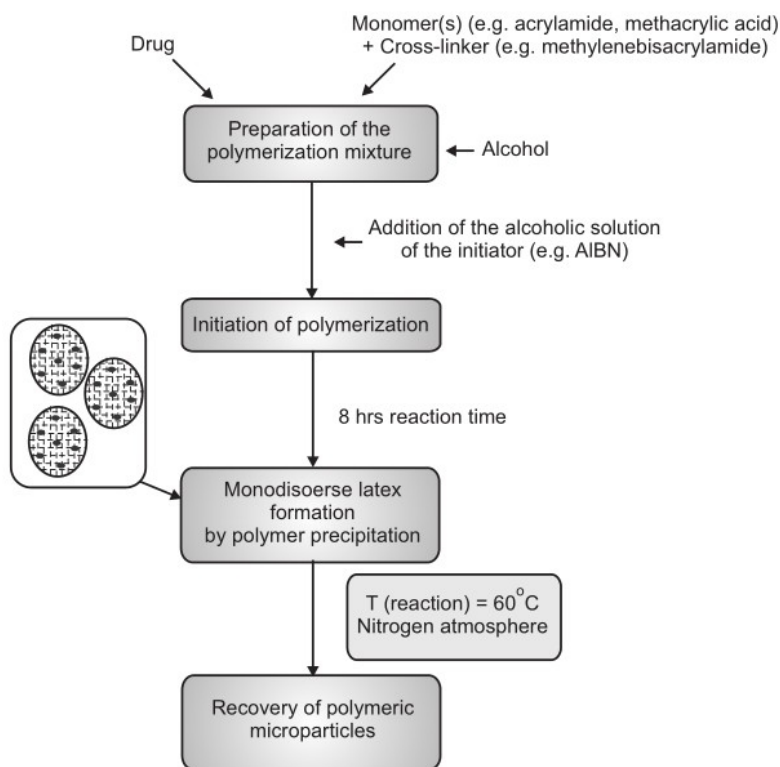 Monomer(s) (e.g. acrylamide, methacrylic acid)
+ Cross-linker (e.g. methylenebisacrylamide)
Drug
Preparation of the
polymerization mixture
Alcohol
Addition of the alcoholic solution
of the initiator (e.g. AIBN)
Initiation of polymerization
8 hrs reaction time
Monodisoerse latex
formation
by polymer precipitation
T (reaction) = 60°C
Nitrogen atmosphere
Recovery of polymeric
microparticles